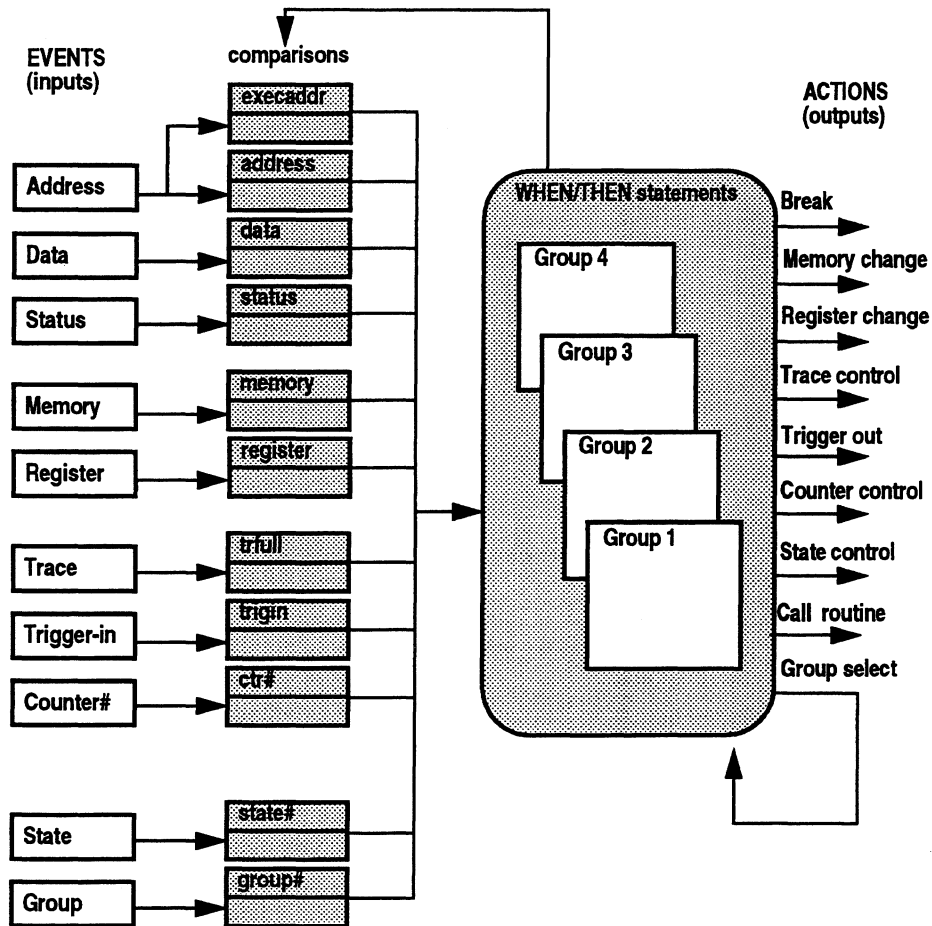 EVENTS
(inputs)
comparisons
execaddr
address
data
status
memory
register
trfull
trigin
ctr#
state#
group#
Address
Data
Status
Memory
Register
Trace
Trigger-in
Counter#
State
Group
WHEN/THEN statements
Group 4
Group 3
Group 2
Group 1
ACTIONS
(outputs)
Break
Memory change
Register change
Trace control
Trigger out
Counter control
State control
Call routine
Group select